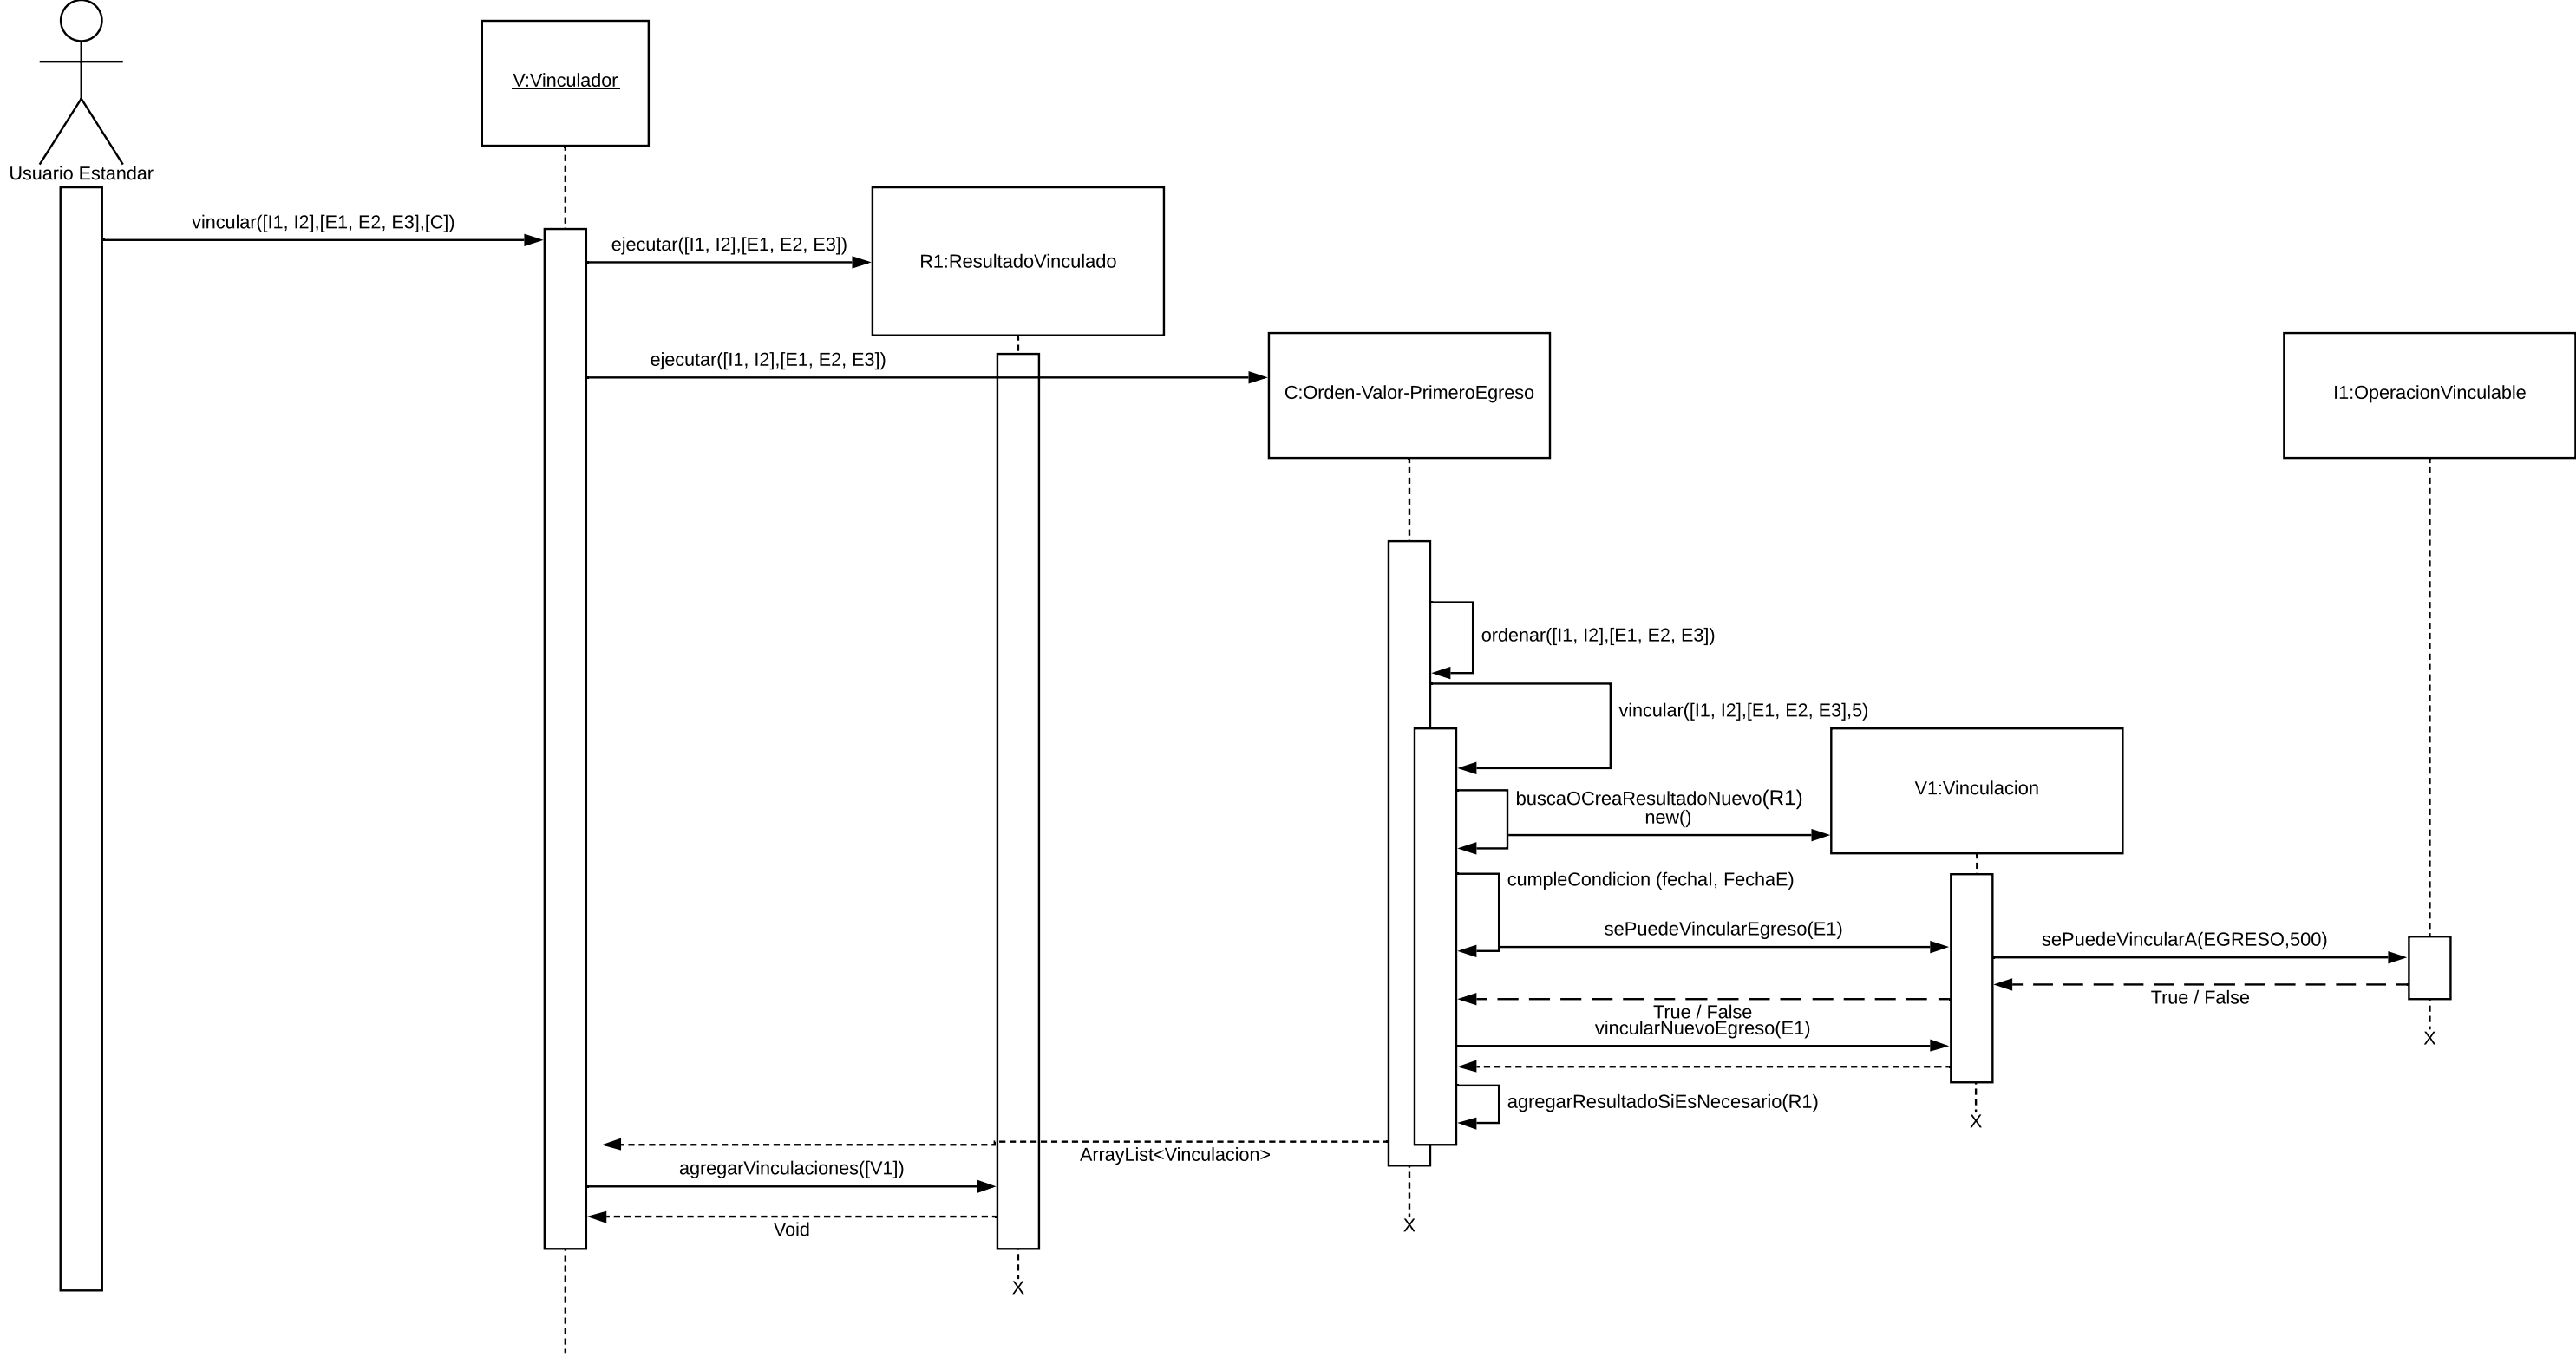 V:Vinculador
Usuario Estandar
vincular([I1, I2],[E1, E2, E3],[C])
ejecutar([I1, I2],[E1, E2, E3])
R1:ResultadoVinculado
ejecutar([I1, I2],[E1, E2, E3])
C:Orden-Valor-PrimeroEgreso
I1:OperacionVinculable
ordenar([I1, I2],[E1, E2, E3])
vincular([I1, I2],[E1, E2, E3],5)
V1:Vinculacion
buscaOCreaResultadoNuevo(R1)
new()
cumpleCondicion (fechaI, FechaE)
sePuedeVincularEgreso(E1)
sePuedeVincularA(EGRESO,500)
True / False
True / False
vincularNuevoEgreso(E1)
X
agregarResultadoSiEsNecesario(R1)
X
ArrayList<Vinculacion>
agregarVinculaciones([V1])
X
Void
X